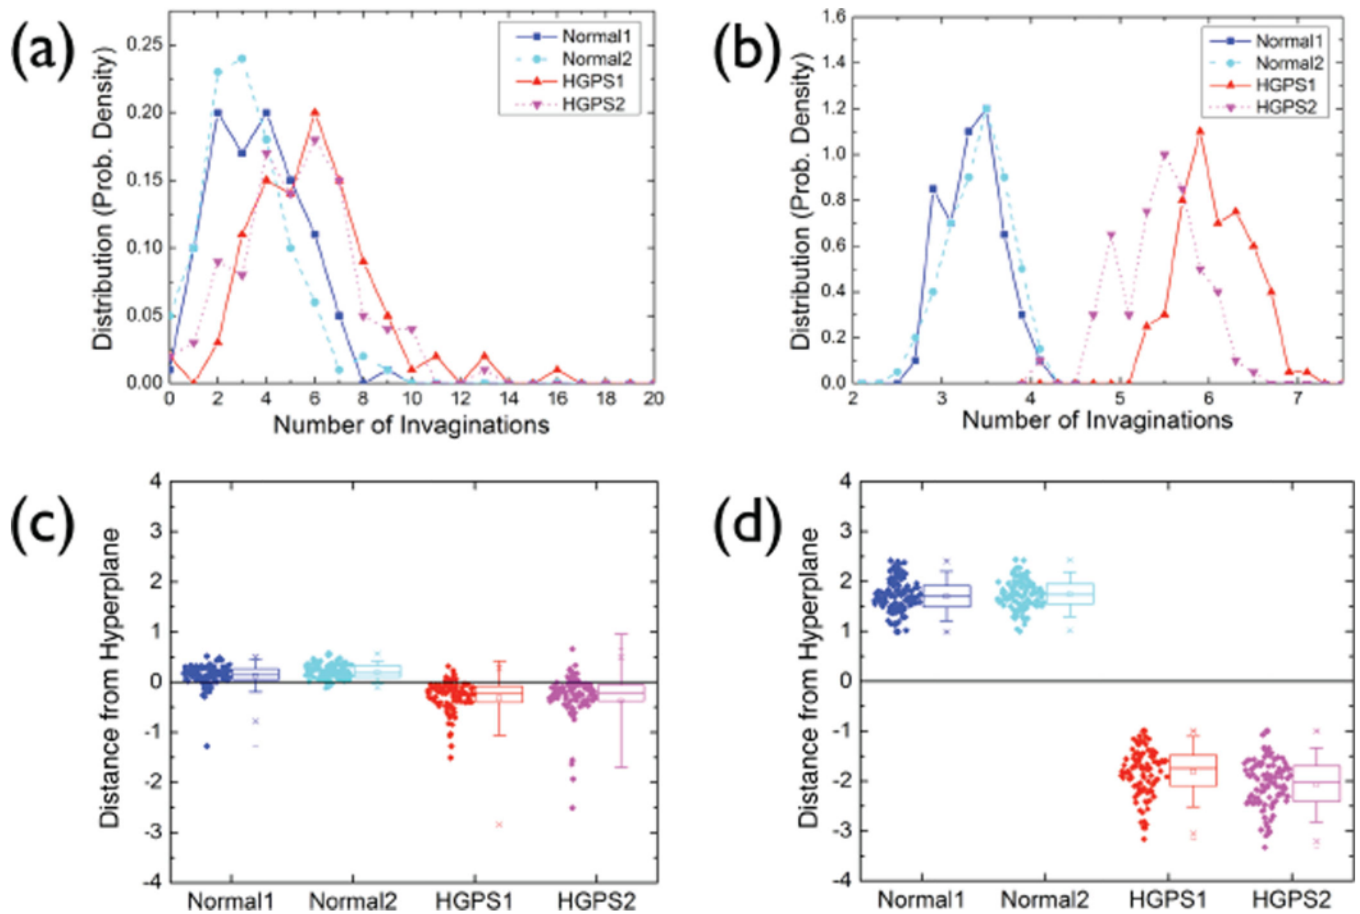 (a)
Distribution (Prob. Density)
0.25
0.20
0.15
0.10
0.05
0.00
Normal1
Normal2
HGPS1
HGPS2
0 2 4 6 8 10 12 14 16 18 20
Number of Invaginations
(b)
Distribution (Prob. Density)
1.6
1.4
1.2
1.0
0.8
0.6
0.4
0.2
0.0
Normal1
Normal2
HGPS1
HGPS2
2 3 4 5 6 7
Number of Invaginations
(c)
Distance from Hyperplane
4
3
2
1
0
-1
-2
-3
-4
Normal1 Normal2 HGPS1 HGPS2
(d)
Distance from Hyperplane
4
3
2
1
0
-1
-2
-3
-4
Normal1 Normal2 HGPS1 HGPS2